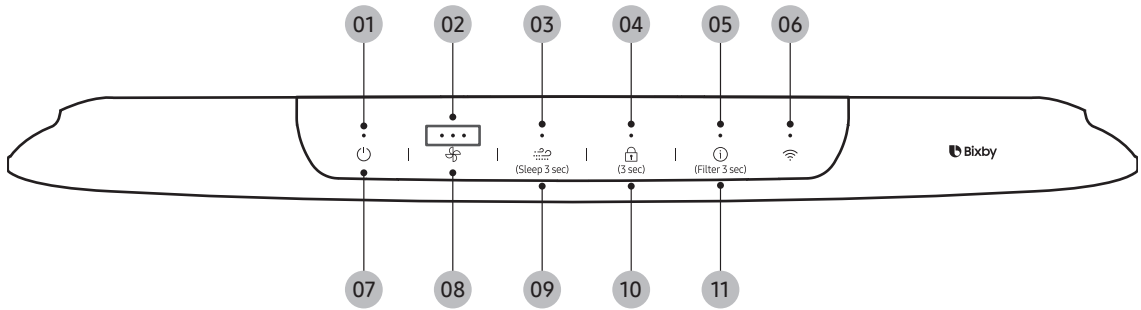 01 02 03 04 05 06
(Sleep 3 sec) (3 sec) (Filter 3 sec)
Bixby
07 08 09 10 11